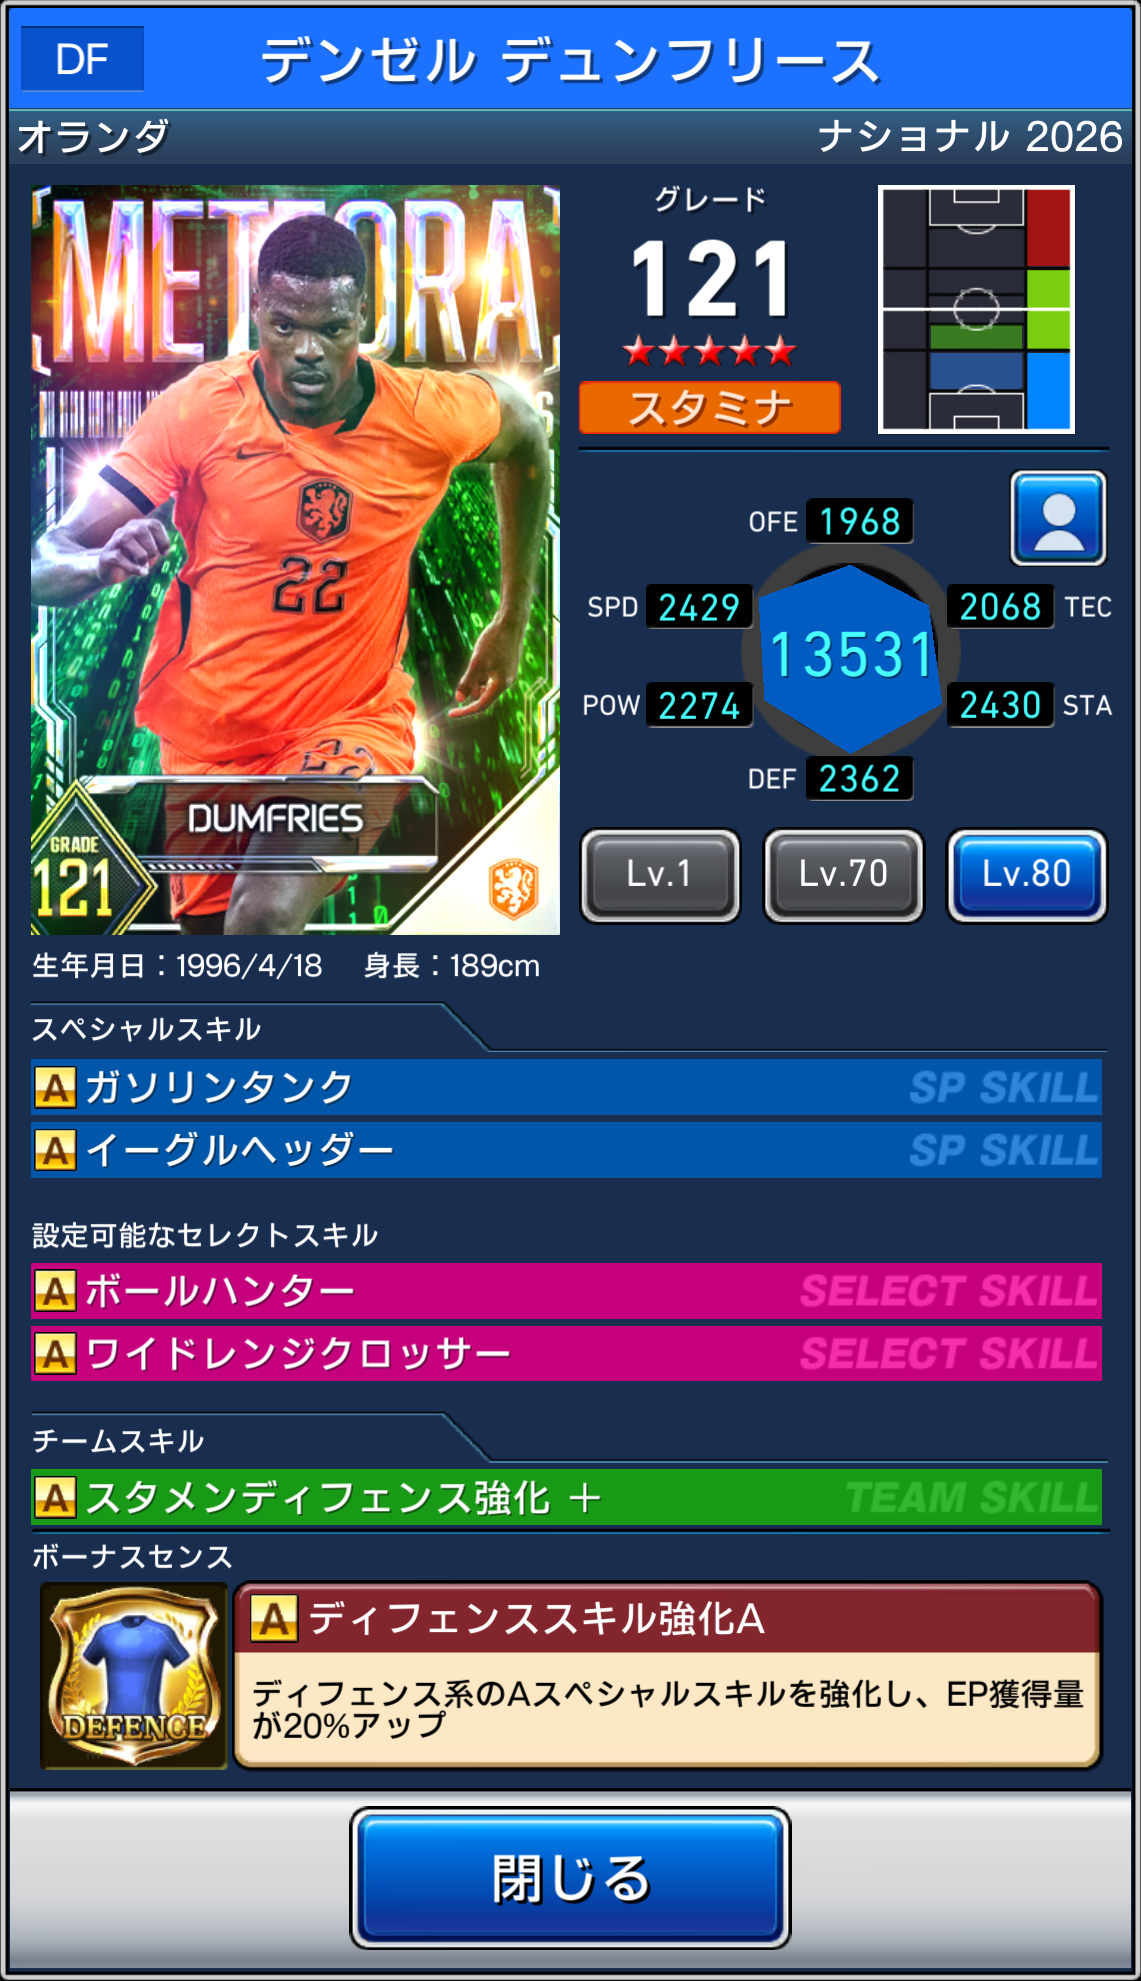 DF
デンゼル デュンフリース
オランダ
ナショナル 2026
METEORA
22
22
DUMFRIES
GRADE
121
グレード
121
スタミナ
OFE 1968
SPD 2429
2068 TEC
13531
POW 2274
2430 STA
DEF 2362
Lv.1
Lv.70
Lv.80
生年月日：1996/4/18 身長：189cm
スペシャルスキル
A ガソリンタンク SP SKILL
A イーグルヘッダー SP SKILL
設定可能なセレクトスキル
A ボールハンター SELECT SKILL
A ワイドレンジクロッサー SELECT SKILL
チームスキル
A スタメンディフェンス強化 ＋ TEAM SKILL
ボーナスセンス
DEFENCE
A ディフェンススキル強化A
ディフェンス系のAスペシャルスキルを強化し、EP獲得量
が20%アップ
閉じる